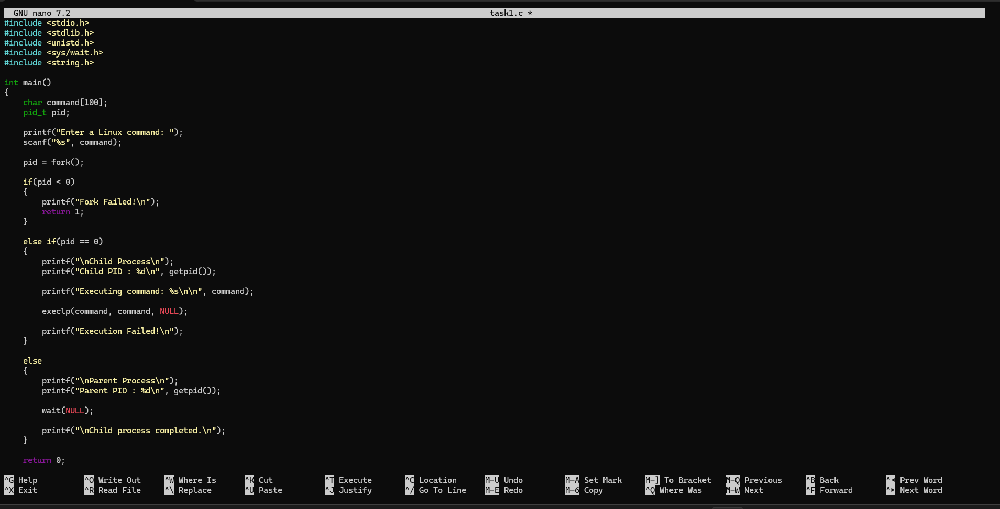 GNU nano 7.2 task1.c *
#include <stdio.h>
#include <stdlib.h>
#include <unistd.h>
#include <sys/wait.h>
#include <string.h>

int main()
{
    char command[100];
    pid_t pid;

    printf("Enter a Linux command: ");
    scanf("%s", command);

    pid = fork();

    if(pid < 0)
    {
        printf("Fork Failed!\n");
        return 1;
    }

    else if(pid == 0)
    {
        printf("\nChild Process\n");
        printf("Child PID : %d\n", getpid());

        printf("Executing command: %s\n\n", command);

        execlp(command, command, NULL);

        printf("Execution Failed!\n");
    }

    else
    {
        printf("\nParent Process\n");
        printf("Parent PID : %d\n", getpid());

        wait(NULL);

        printf("\nChild process completed.\n");
    }

    return 0;

^G Help ^O Write Out ^W Where Is ^K Cut ^T Execute ^C Location M-U Undo M-A Set Mark M-] To Bracket M-Q Previous ^B Back ^◂ Prev Word
^X Exit ^R Read File ^\ Replace ^U Paste ^J Justify ^/ Go To Line M-E Redo M-6 Copy ^Q Where Was M-W Next ^F Forward ^▸ Next Word